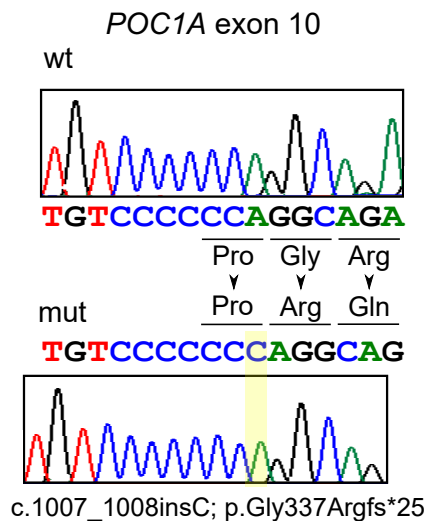 POC1A exon 10
wt
TGTCCCCCCAGGCAGA
Pro Gly Arg
Pro Arg Gln
mut
TGTCCCCCCCAGGCAG
c.1007_1008insC; p.Gly337Argfs*25